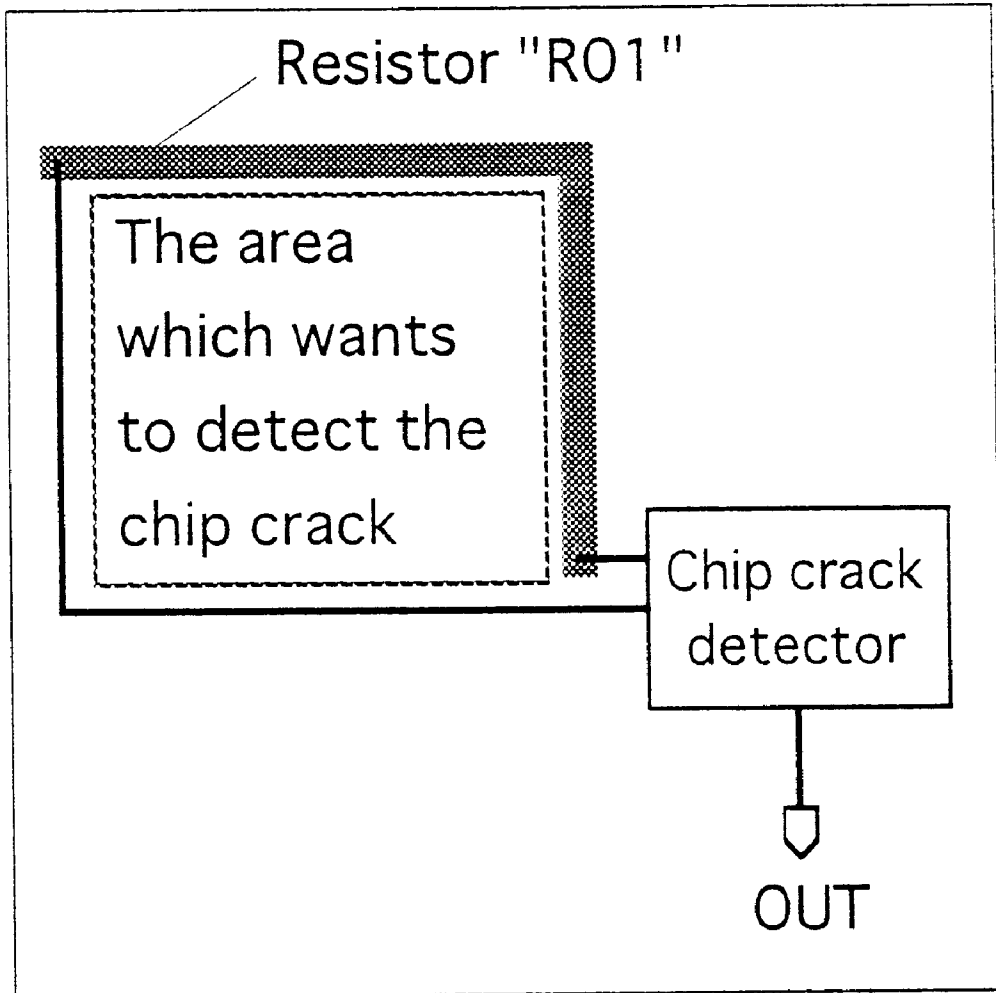 Resistor "R01"
The area
which wants
to detect the
chip crack
Chip crack
detector
OUT